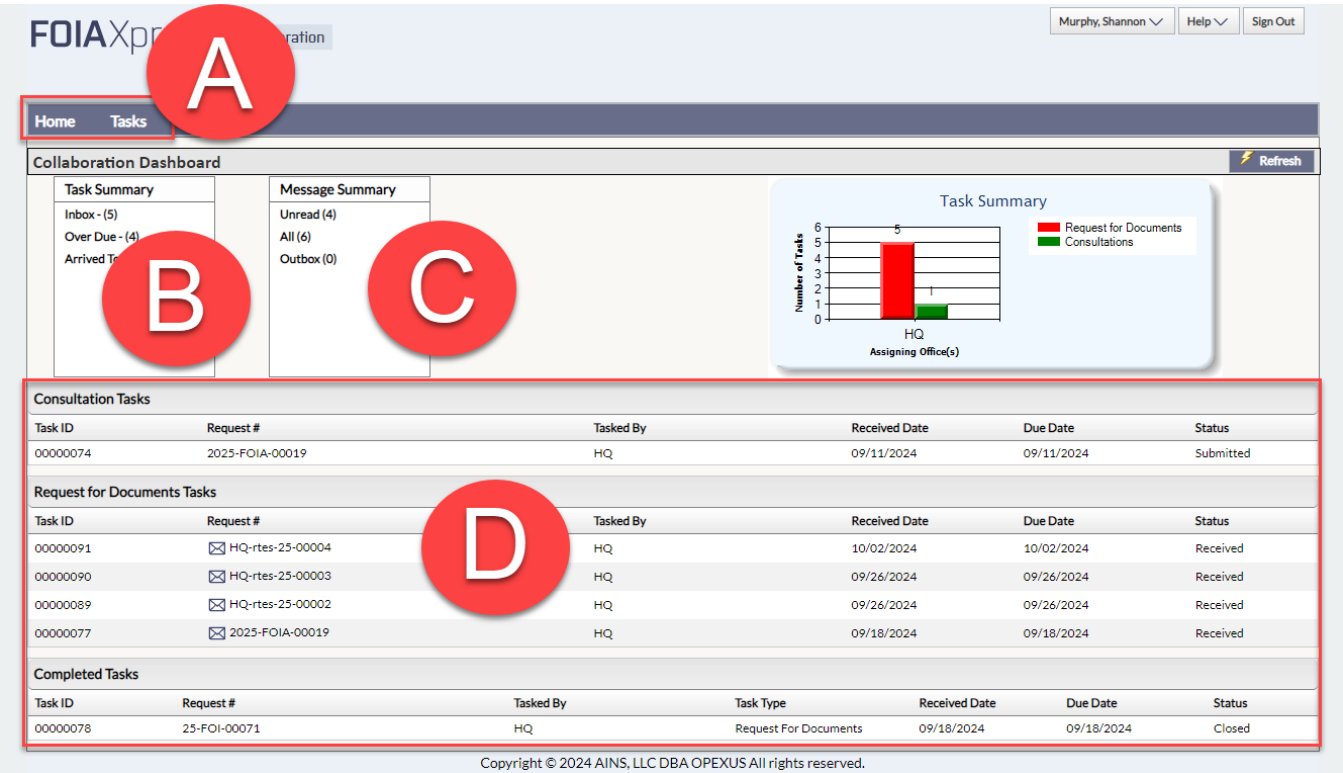 FOIAXpr
A
ration
Murphy, Shannon
Help
Sign Out
Home Tasks
Collaboration Dashboard
Refresh
Task Summary
Inbox - (5)
Over Due - (4)
Arrived
B
Message Summary
Unread (4)
All (6)
Outbox (0)
C
Task Summary
Number of Tasks
6
5
4
3
2
1
0
5
1
HQ
Assigning Office(s)
Request for Documents
Consultations
Consultation Tasks
Task ID Request # Tasked By Received Date Due Date Status
00000074 2025-FOIA-00019 HQ 09/11/2024 09/11/2024 Submitted
Request for Documents Tasks
D
Task ID Request # Tasked By Received Date Due Date Status
00000091 HQ-rtes-25-00004 HQ 10/02/2024 10/02/2024 Received
00000090 HQ-rtes-25-00003 HQ 09/26/2024 09/26/2024 Received
00000089 HQ-rtes-25-00002 HQ 09/26/2024 09/26/2024 Received
00000077 2025-FOIA-00019 HQ 09/18/2024 09/18/2024 Received
Completed Tasks
Task ID Request # Tasked By Task Type Received Date Due Date Status
00000078 25-FOI-00071 HQ Request For Documents 09/18/2024 09/18/2024 Closed
Copyright © 2024 AINS, LLC DBA OPEXUS All rights reserved.